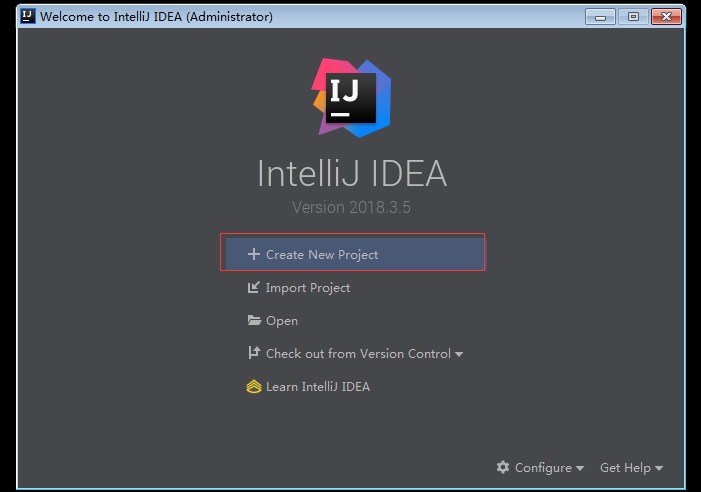 Welcome to IntelliJ IDEA (Administrator)
IJ
IntelliJ IDEA
Version 2018.3.5
Create New Project
Import Project
Open
Check out from Version Control
Learn IntelliJ IDEA
Configure
Get Help